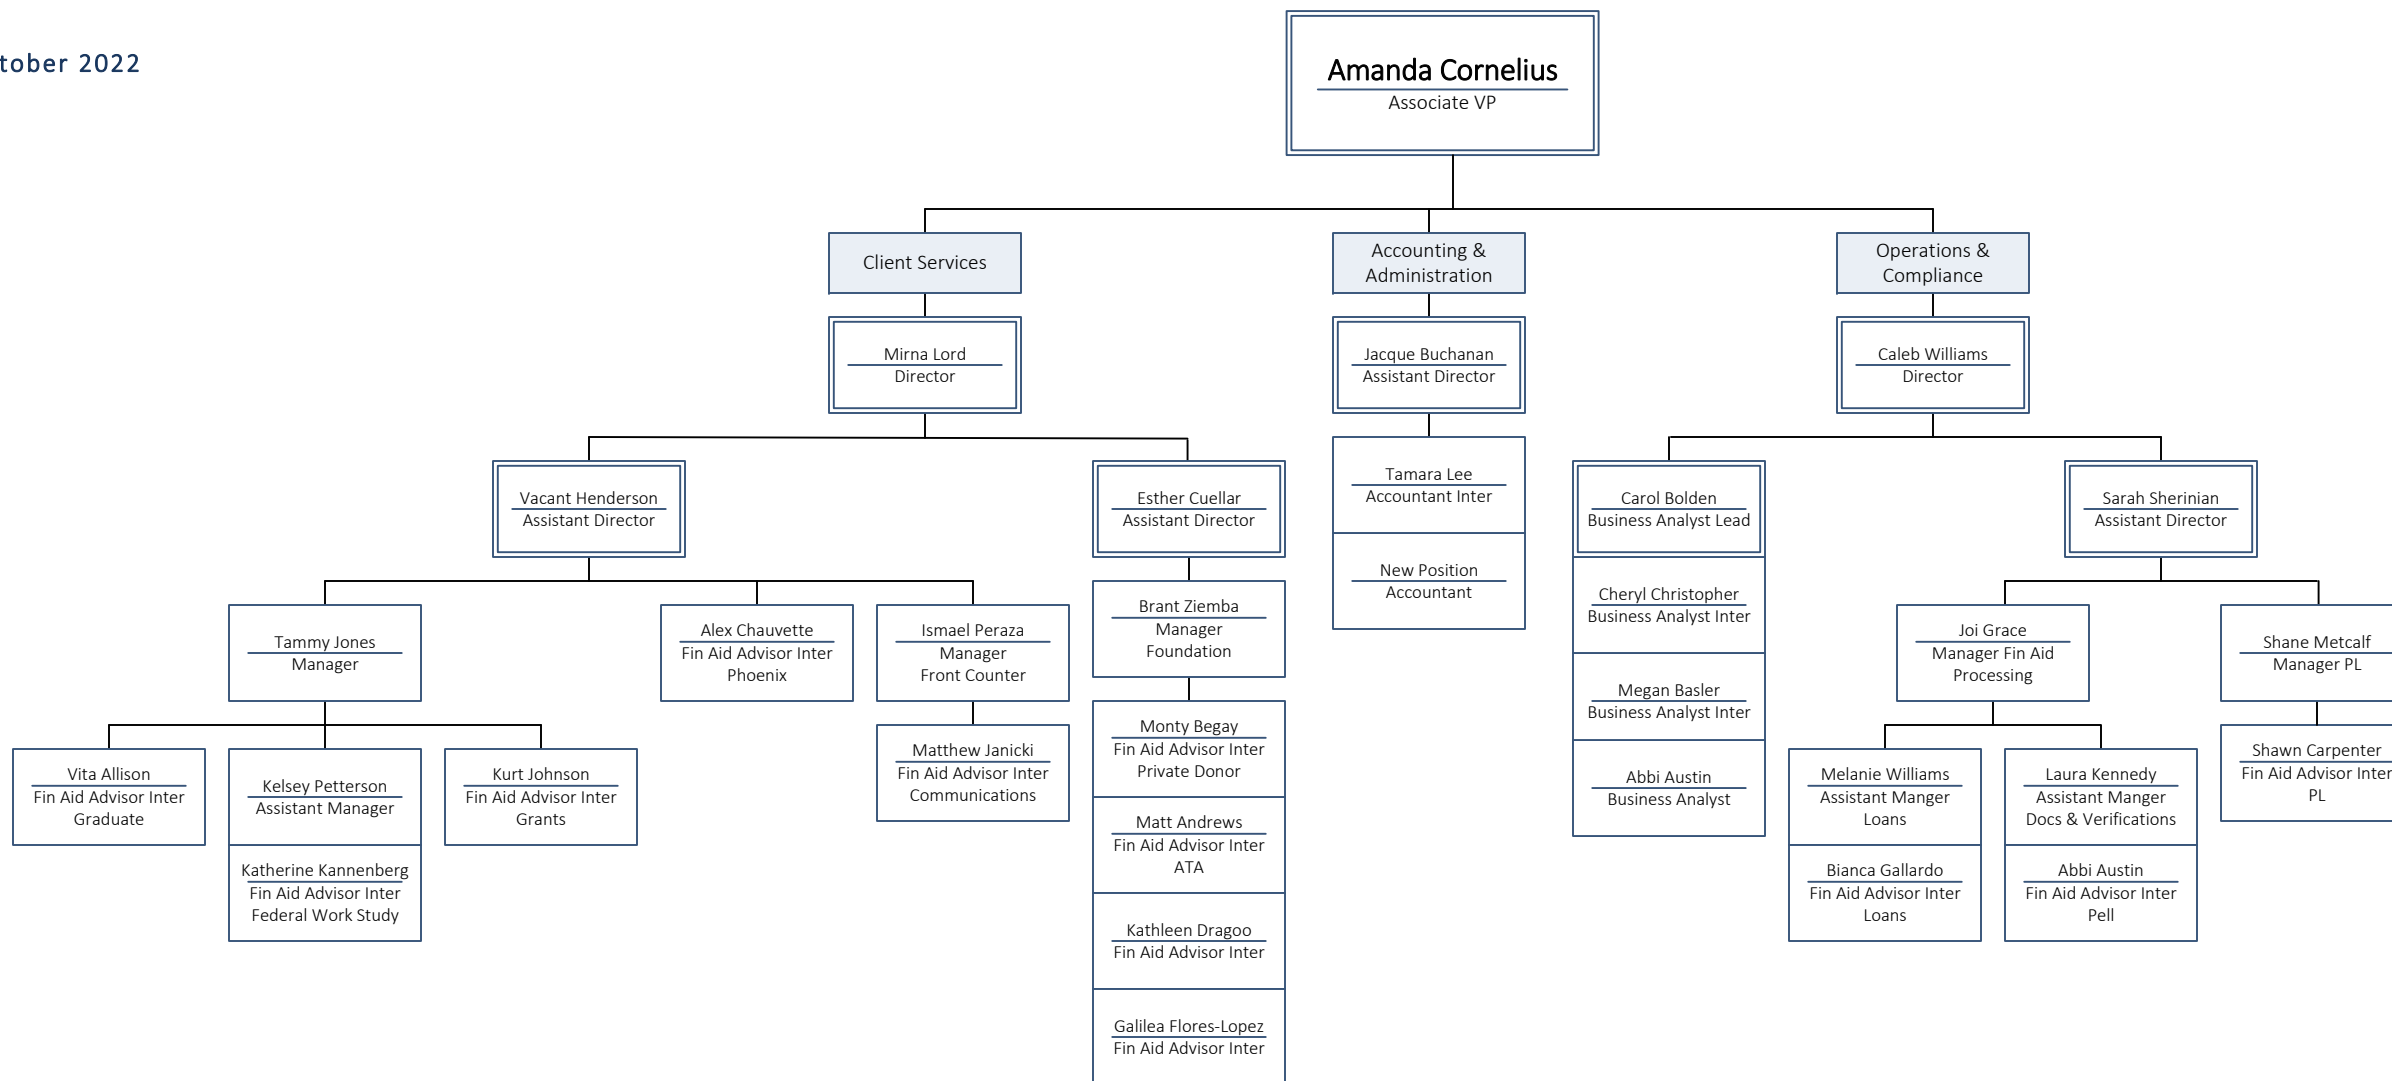 tober 2022
Amanda Cornelius
Associate VP
Client Services
Accounting &
Administration
Operations &
Compliance
Mirna Lord
Director
Jacque Buchanan
Assistant Director
Caleb Williams
Director
Vacant Henderson
Assistant Director
Esther Cuellar
Assistant Director
Tamara Lee
Accountant Inter
New Position
Accountant
Carol Bolden
Business Analyst Lead
Cheryl Christopher
Business Analyst Inter
Megan Basler
Business Analyst Inter
Abbi Austin
Business Analyst
Sarah Sherinian
Assistant Director
Tammy Jones
Manager
Alex Chauvette
Fin Aid Advisor Inter
Phoenix
Ismael Peraza
Manager
Front Counter
Brant Ziemba
Manager
Foundation
Joi Grace
Manager Fin Aid
Processing
Shane Metcalf
Manager PL
Vita Allison
Fin Aid Advisor Inter
Graduate
Kelsey Petterson
Assistant Manager
Katherine Kannenberg
Fin Aid Advisor Inter
Federal Work Study
Kurt Johnson
Fin Aid Advisor Inter
Grants
Matthew Janicki
Fin Aid Advisor Inter
Communications
Monty Begay
Fin Aid Advisor Inter
Private Donor
Matt Andrews
Fin Aid Advisor Inter
ATA
Kathleen Dragoo
Fin Aid Advisor Inter
Galilea Flores-Lopez
Fin Aid Advisor Inter
Melanie Williams
Assistant Manger
Loans
Bianca Gallardo
Fin Aid Advisor Inter
Loans
Laura Kennedy
Assistant Manger
Docs & Verifications
Abbi Austin
Fin Aid Advisor Inter
Pell
Shawn Carpenter
Fin Aid Advisor Inter
PL